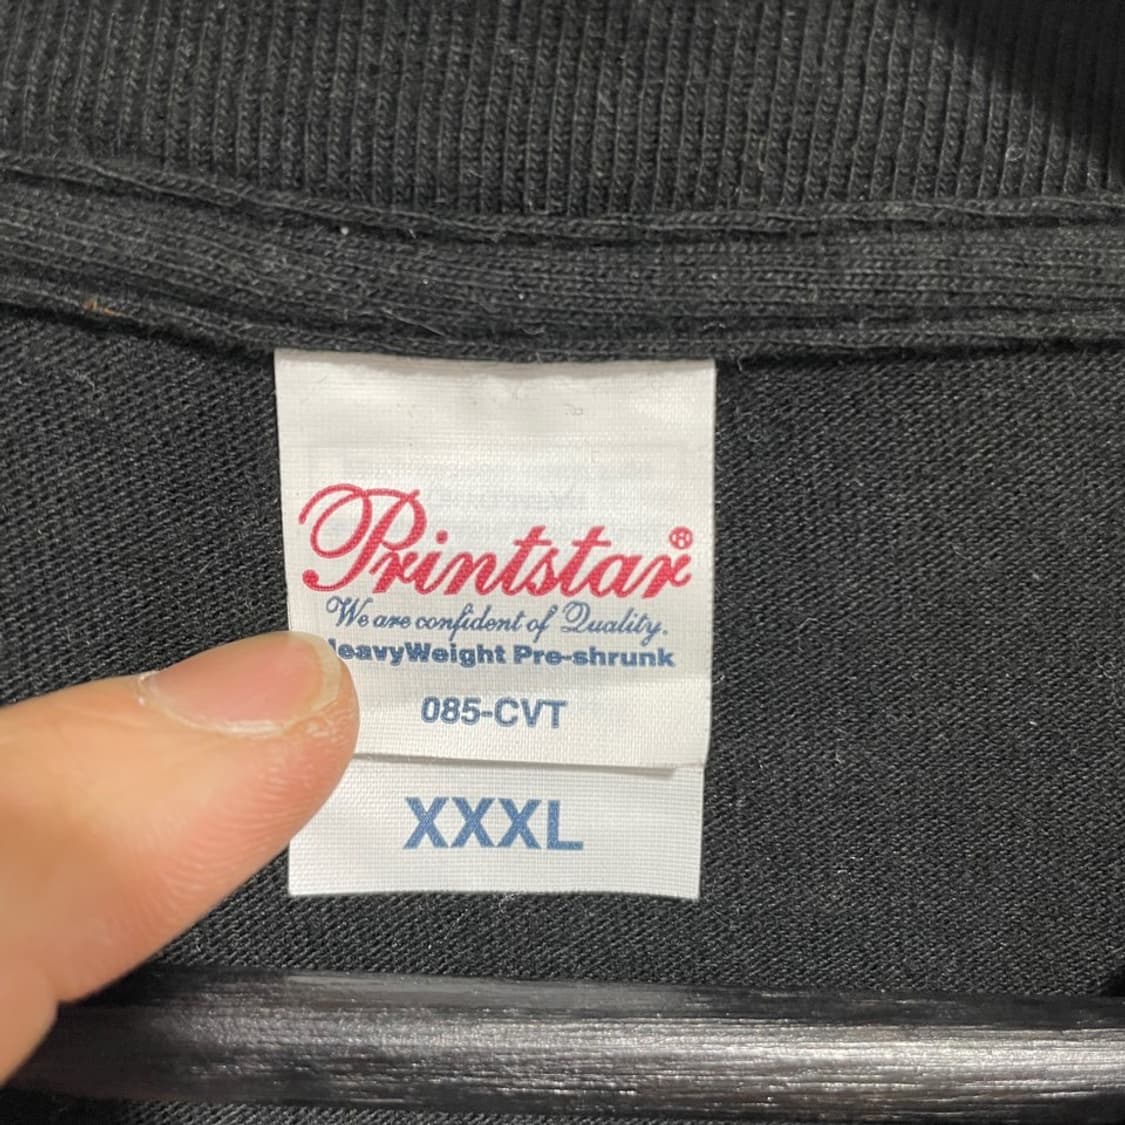 Printstar®
We are confident of Quality.
HeavyWeight Pre-shrunk
085-CVT
XXXL